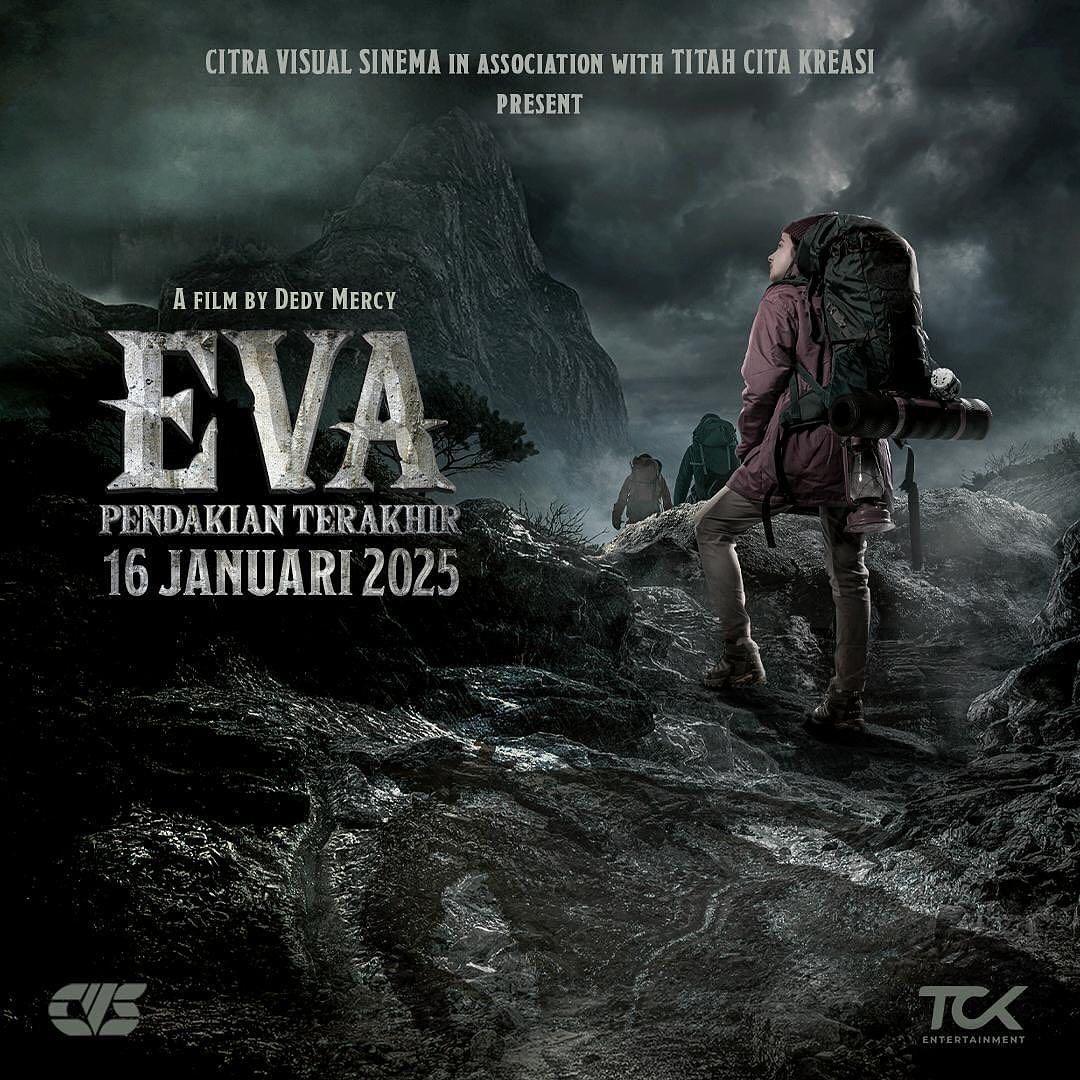 CITRA VISUAL SINEMA IN ASSOCIATION WITH TITAH CITA KREASI
PRESENT
A FILM BY DEDY MERCY
EVA
PENDAKIAN TERAKHIR
16 JANUARI 2025
CVS
TCK
ENTERTAINMENT